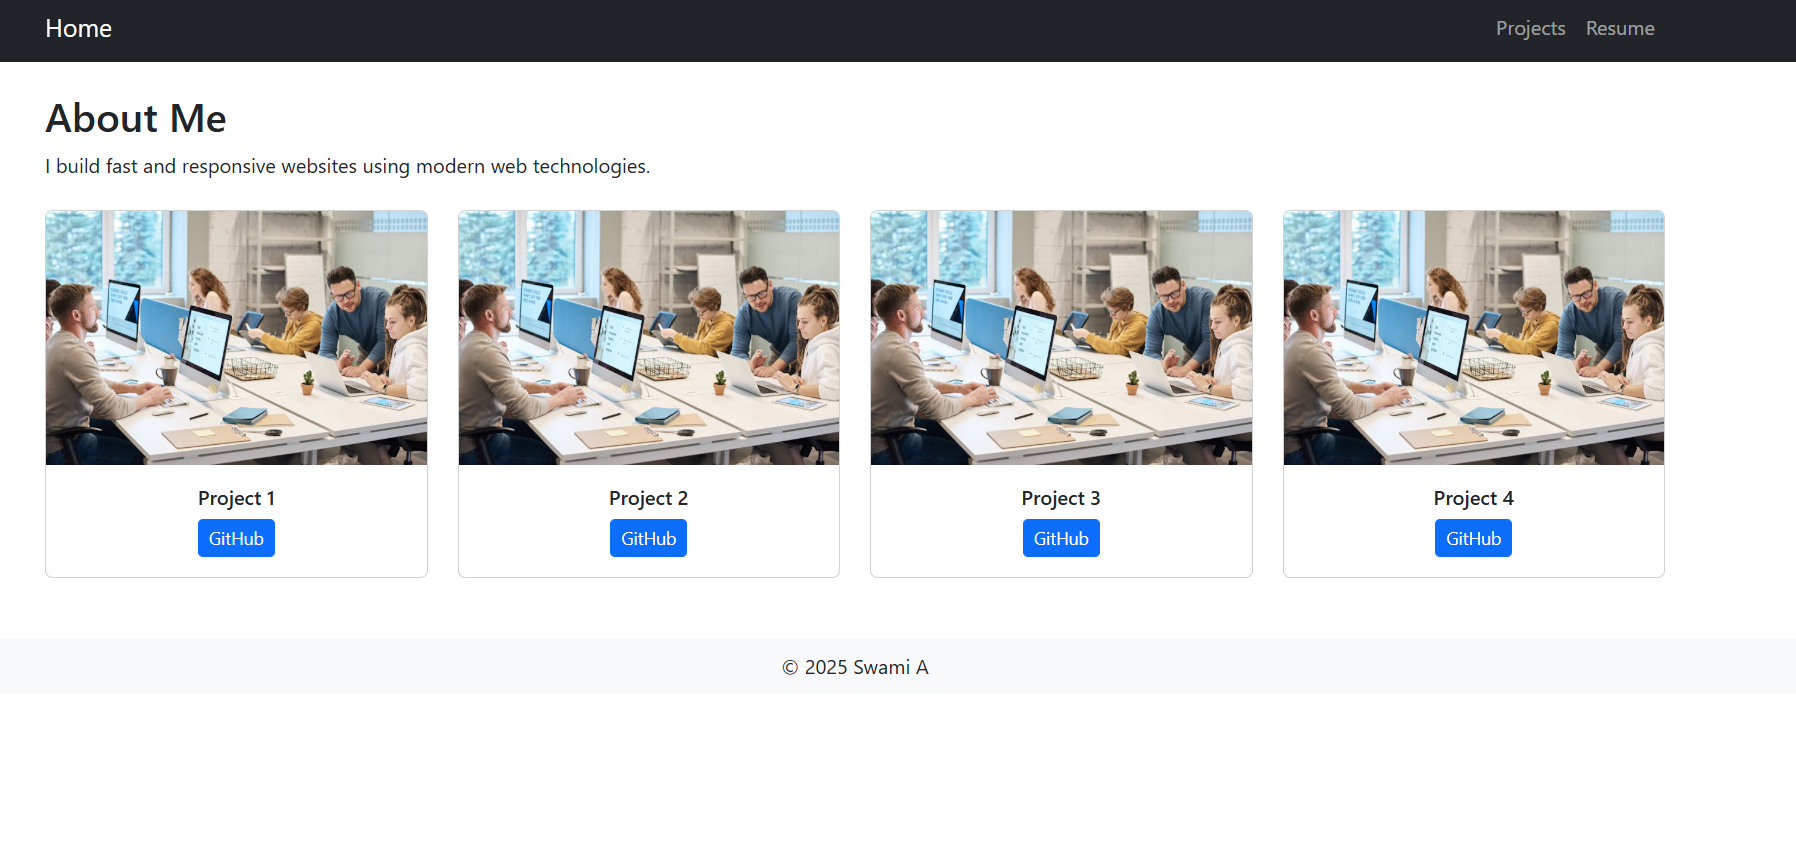 Home Projects Resume
About Me
I build fast and responsive websites using modern web technologies.
Project 1 Project 2 Project 3 Project 4
GitHub GitHub GitHub GitHub
© 2025 Swami A